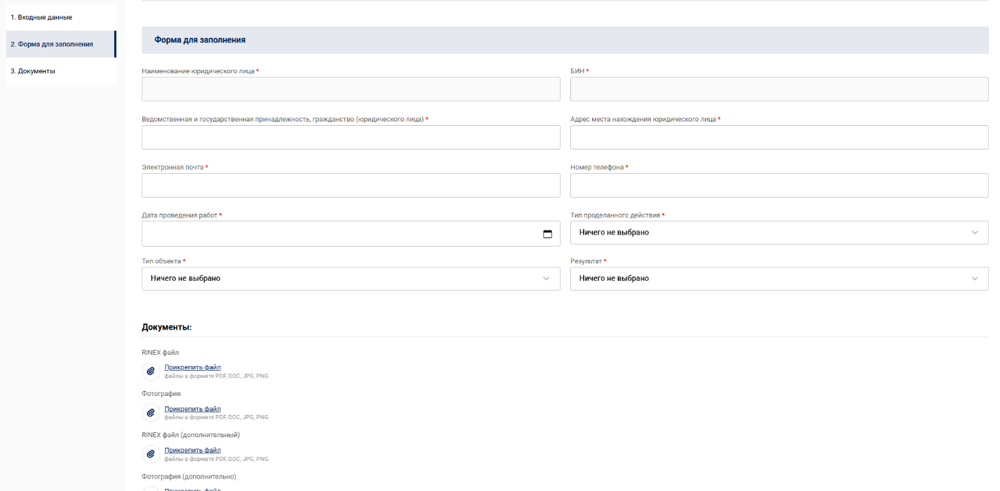 1. Входные данные
2. Форма для заполнения
3. Документы
Форма для заполнения
Наименование юридического лица *
БИН *
Ведомственная и государственная принадлежность, гражданство (юридического лица) *
Адрес места нахождения юридического лица *
Электронная почта *
Номер телефона *
Дата проведения работ *
Тип проделанного действия *
Ничего не выбрано
Тип объекта *
Результат *
Ничего не выбрано
Ничего не выбрано
Документы:
RINEX файл
Прикрепить файл
файлы в формате PDF, DOC, JPG, PNG
Фотография
Прикрепить файл
файлы в формате PDF, DOC, JPG, PNG
RINEX файл (дополнительный)
Прикрепить файл
файлы в формате PDF, DOC, JPG, PNG
Фотография (дополнительно)
Прикрепить файл